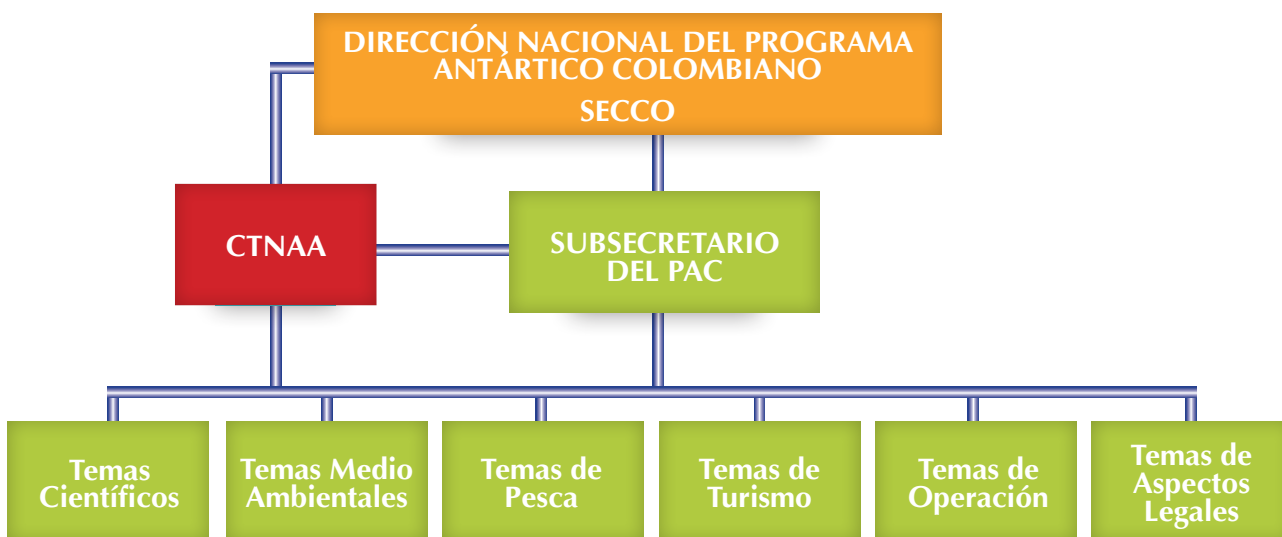 DIRECCIÓN NACIONAL DEL PROGRAMA
ANTÁRTICO COLOMBIANO
SECCO
CTNAA
SUBSECRETARIO
DEL PAC
Temas
Científicos
Temas Medio
Ambientales
Temas de
Pesca
Temas de
Turismo
Temas de
Operación
Temas de
Aspectos
Legales